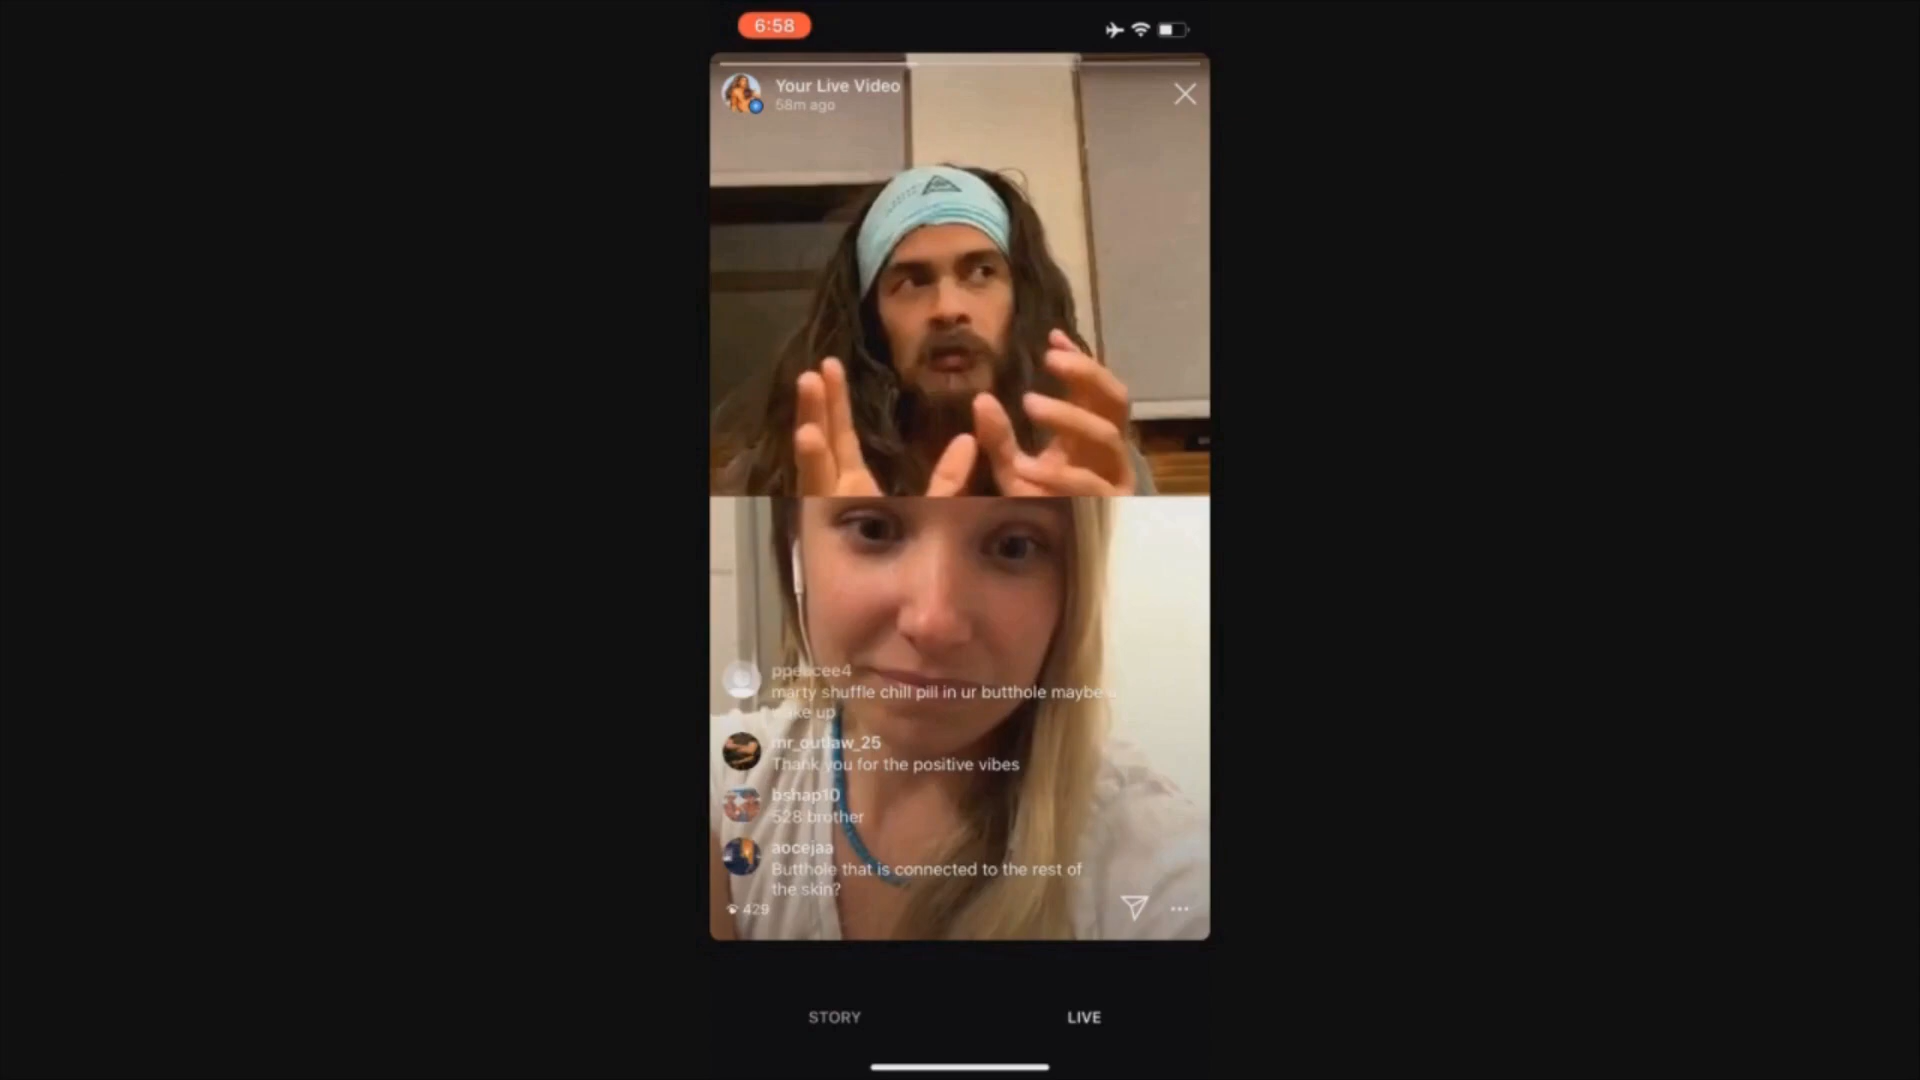 6:58
Your Live Video
58m ago
marty shuffle chill pill in ur butthole maybe
up
mr_outlaw_25
Thank you for the positive vibes
bshap10
528 brother
aocejaa
Butthole that is connected to the rest of
the skin?
429
STORY
LIVE